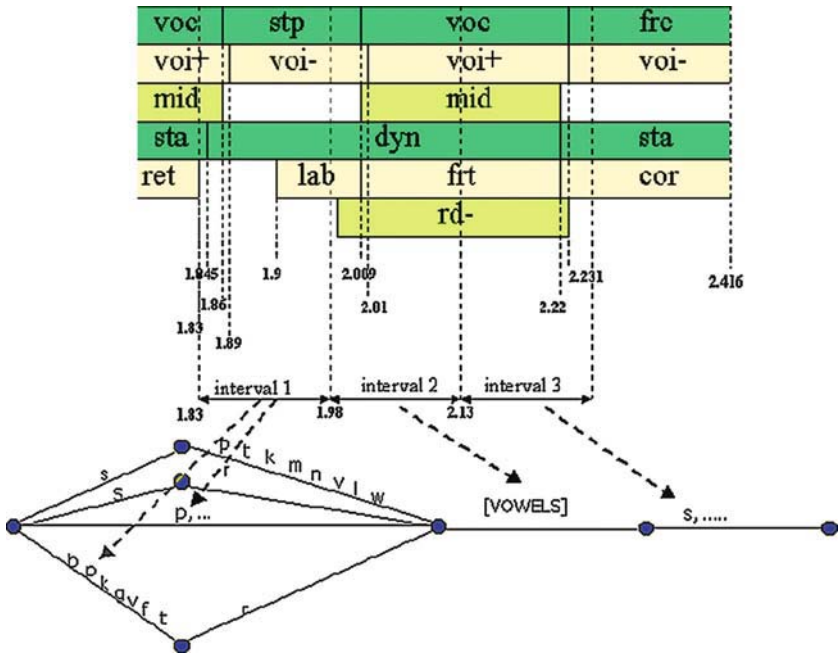 voc stp voc frc
voi+ voi- voi+ voi-
mid mid
sta dyn sta
ret lab frt cor
rd-
1.845 1.9 2.009 2.231 2.416
1.86 2.01 2.22
1.83 1.89
interval 1 interval 2 interval 3
1.83 1.98 2.13
s p t k m n v l w
s r
p,... [VOWELS] s,.....
b p k g v f t r